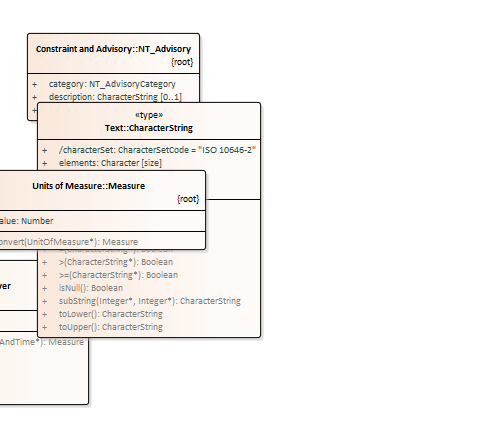 Constraint and Advisory::NT_Advisory
{root}
+ category: NT_AdvisoryCategory
+ description: CharacterString [0..1]
+
«type»
Text::CharacterString
+ /characterSet: CharacterSetCode = "ISO 10646-2"
+ elements: Character [size]
Units of Measure::Measure
{root}
alue: Number
onvert(UnitOfMeasure*): Measure
+ >(CharacterString*): Boolean
+ >=(CharacterString*): Boolean
+ isNull(): Boolean
+ subString(Integer*, Integer*): CharacterString
+ toLower(): CharacterString
+ toUpper(): CharacterString
ver
AndTime*): Measure